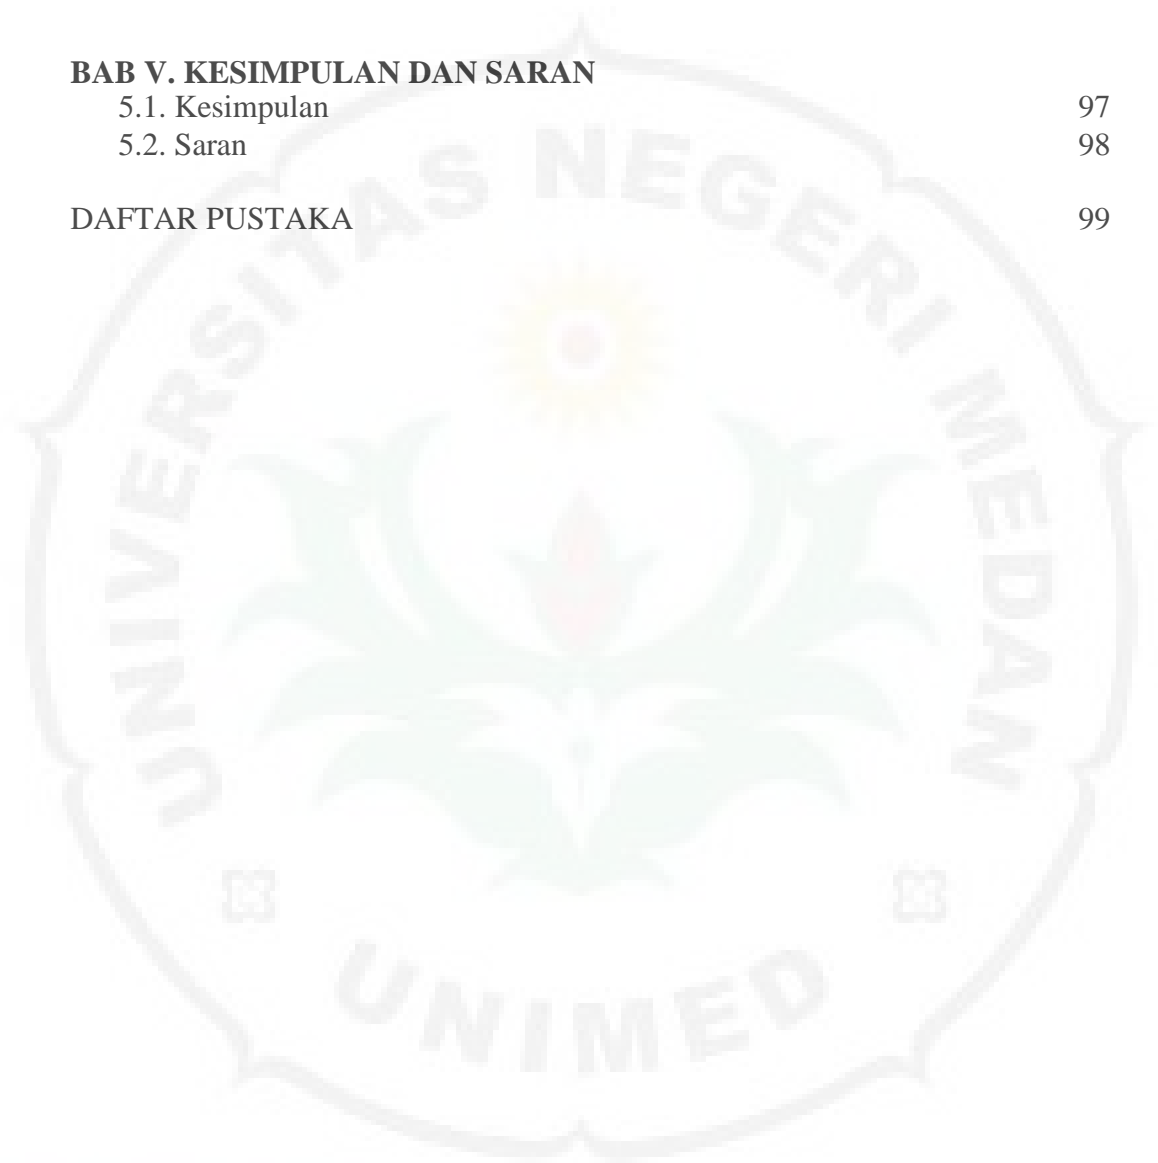 BAB V. KESIMPULAN DAN SARAN
5.1. Kesimpulan 97
5.2. Saran 98
DAFTAR PUSTAKA 99
UNIVERSITAS NEGERI MEDAN
UNIMED